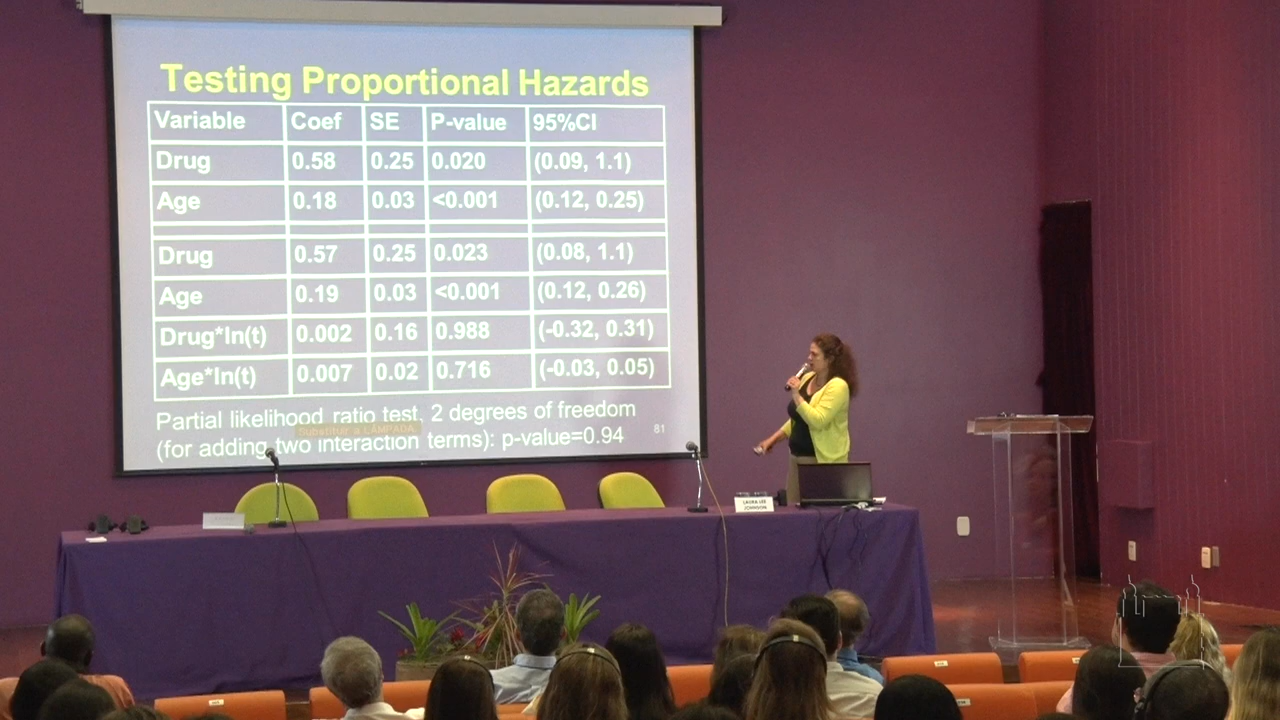 Testing Proportional Hazards
Variable Coef SE P-value 95%CI
Drug 0.58 0.25 0.020 (0.09, 1.1)
Age 0.18 0.03 <0.001 (0.12, 0.25)
Drug 0.57 0.25 0.023 (0.08, 1.1)
Age 0.19 0.03 <0.001 (0.12, 0.26)
Drug*ln(t) 0.002 0.16 0.988 (-0.32, 0.31)
Age*ln(t) 0.007 0.02 0.716 (-0.03, 0.05)
Partial likelihood ratio test, 2 degrees of freedom
(for adding two interaction terms): p-value=0.94
Substituir a LÂMPADA.
81
LAURA LEE
JOHNSON